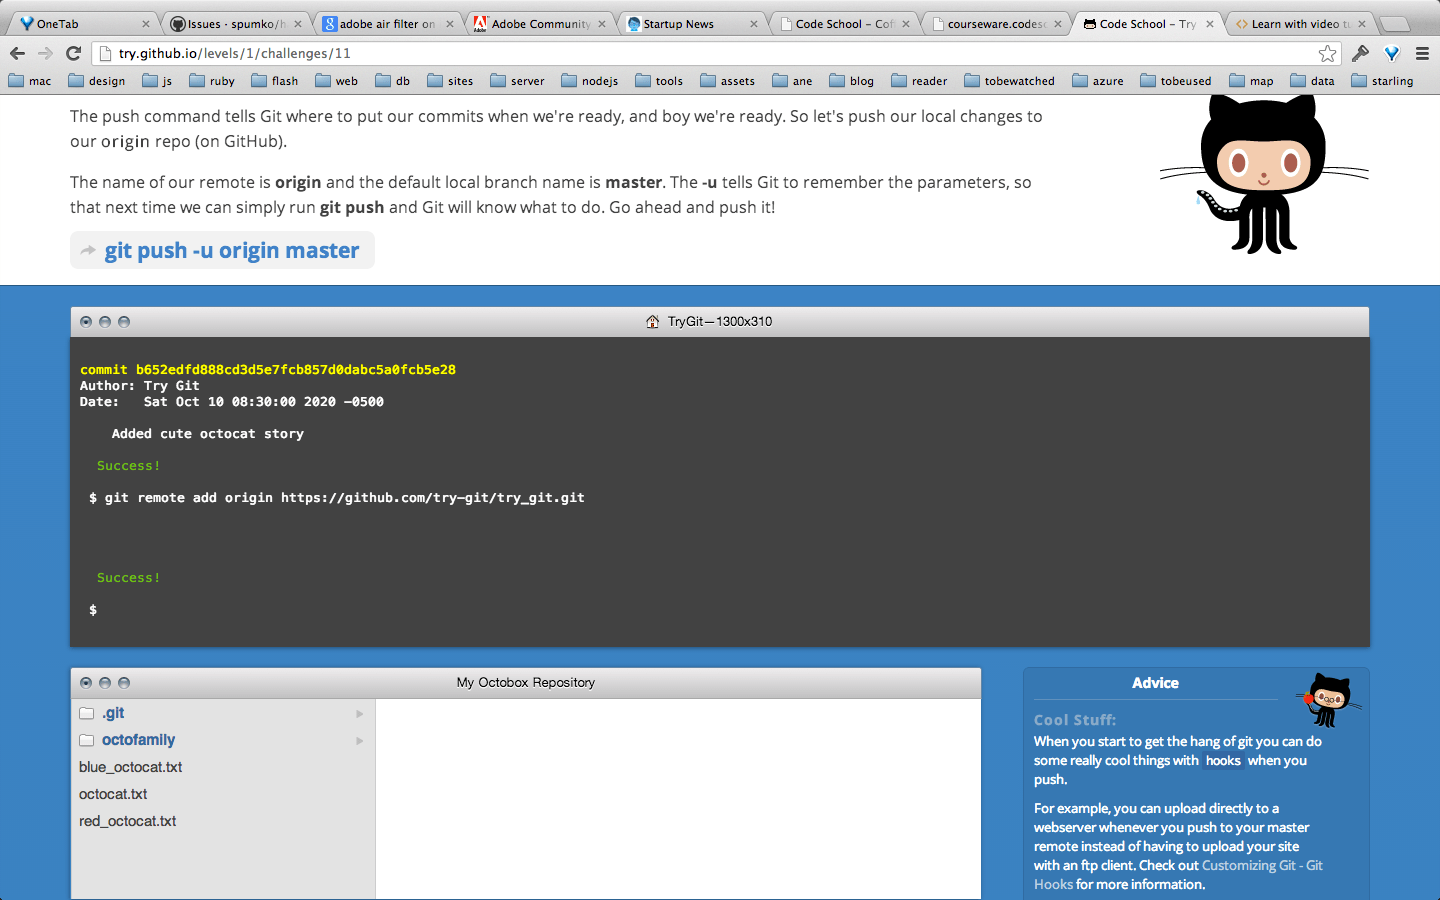 OneTab
Issues · spumko/h
adobe air filter on
Adobe Community
Startup News
Code School – Cof
courseware.codes
Code School – Try
Learn with video tu
try.github.io/levels/1/challenges/11
mac design js ruby flash web db sites server nodejs tools assets ane blog reader tobewatched azure tobeused map data starling
The push command tells Git where to put our commits when we're ready, and boy we're ready. So let's push our local changes to
our origin repo (on GitHub).
The name of our remote is origin and the default local branch name is master. The -u tells Git to remember the parameters, so
that next time we can simply run git push and Git will know what to do. Go ahead and push it!
git push -u origin master
TryGit—1300x310
commit b652edfd888cd3d5e7fcb857d0dabc5a0fcb5e28
Author: Try Git
Date:   Sat Oct 10 08:30:00 2020 -0500
Added cute octocat story
Success!
$ git remote add origin https://github.com/try-git/try_git.git
Success!
$
My Octobox Repository
.git
octofamily
blue_octocat.txt
octocat.txt
red_octocat.txt
Advice
Cool Stuff:
When you start to get the hang of git you can do
some really cool things with hooks when you
push.
For example, you can upload directly to a
webserver whenever you push to your master
remote instead of having to upload your site
with an ftp client. Check out Customizing Git - Git
Hooks for more information.